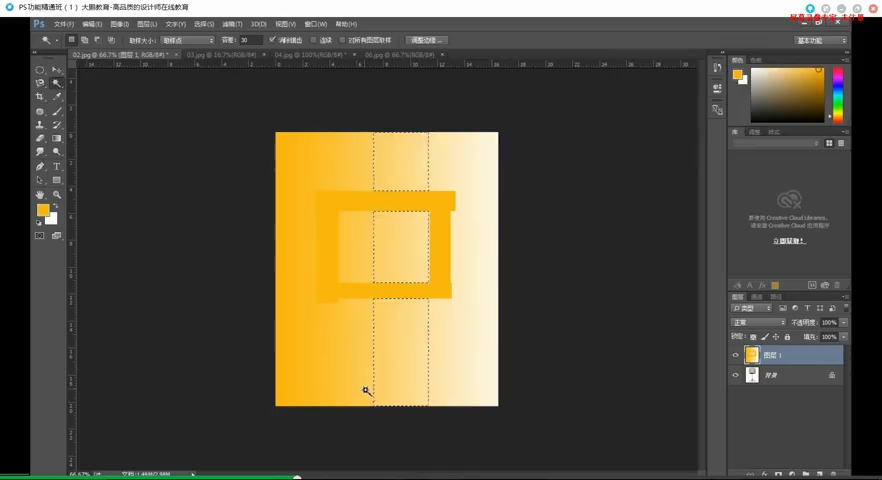 PS功能精通班（1）大鹏教育-高品质的设计师在线教育
Ps 文件(F) 编辑(E) 图像(I) 图层(L) 文字(Y) 选择(S) 滤镜(T) 3D(D) 视图(V) 窗口(W) 帮助(H)
取样大小: 取样点 容差: 30 消除锯齿 连续 对所有图层取样 调整边缘... 基本功能
02.jpg @ 66.7% (图层 1, RGB/8#) * × 03.jpg @ 16.7%(RGB/8#) × 04.jpg @ 100%(RGB/8#) * × 06.jpg @ 66.7%(RGB/8#) ×
颜色 色板
库 调整 样式
要使用 Creative Cloud Libraries,
请安装 Creative Cloud 应用程序
立即获取!
图层 通道 路径
类型
正常 不透明度: 100%
锁定: 填充: 100%
图层 1
背景
66.67%